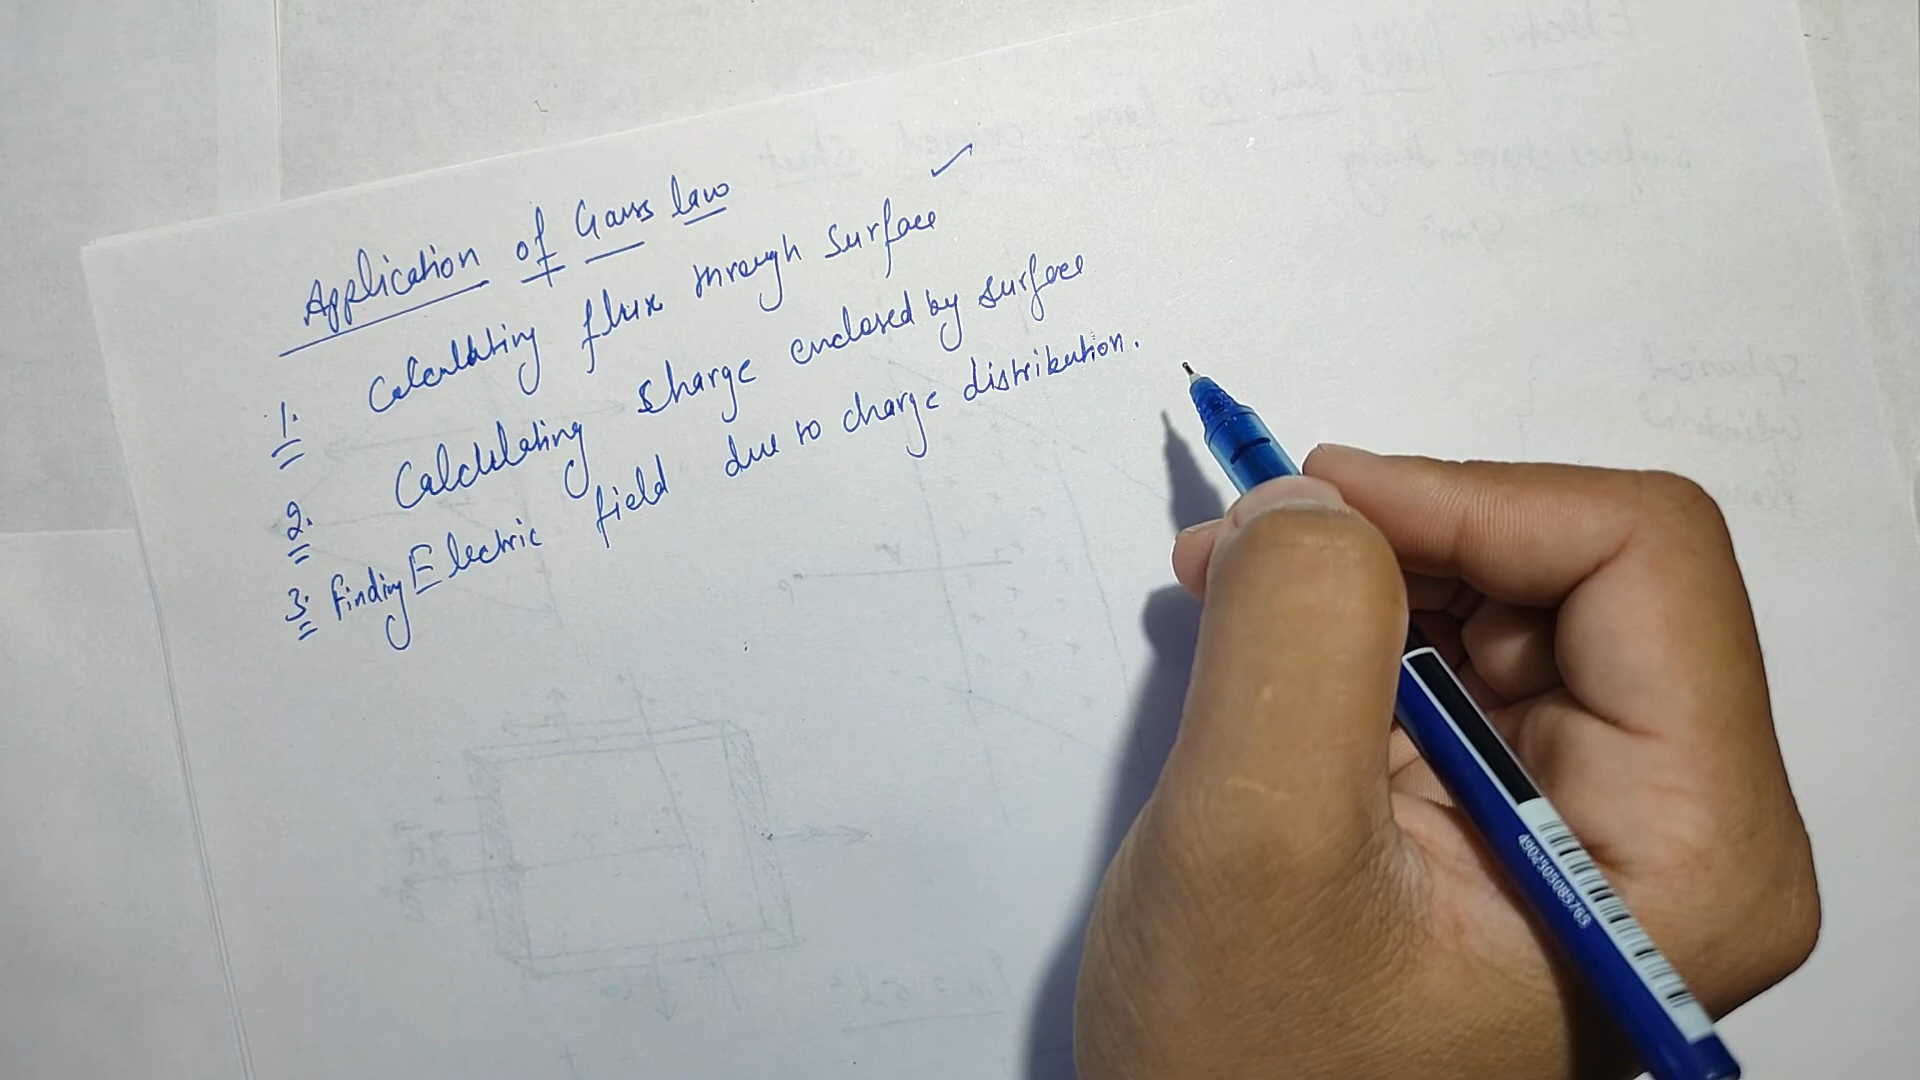 Application of Gauss law
1. Calculating flux through surface
2. Calculating charge enclosed by surface
3. Finding Electric field due to charge distribution.
4902505085763